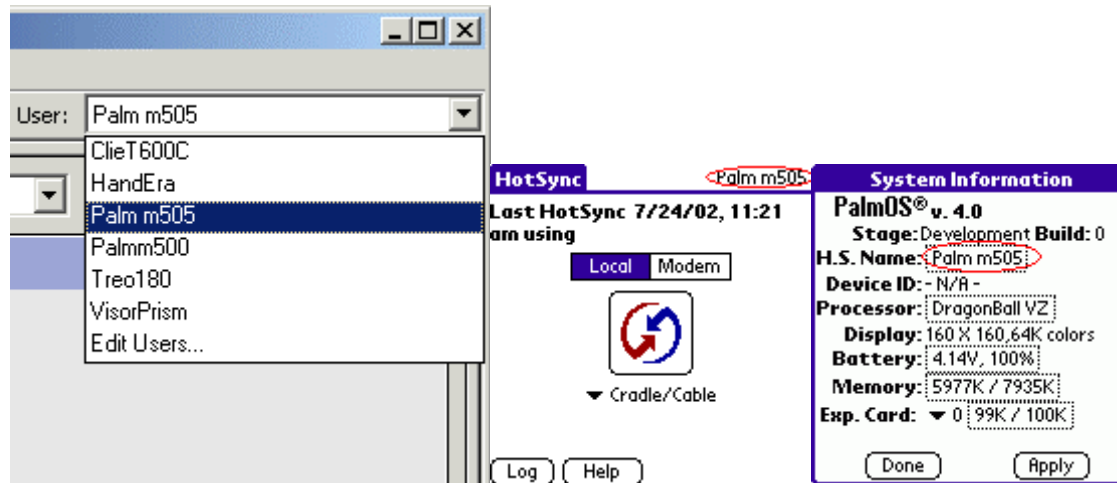 User: Palm m505
ClieT600C
HandEra
Palm m505
Palmm500
Treo180
VisorPrism
Edit Users...
HotSync Palm m505
Last HotSync 7/24/02, 11:21
am using
Local Modem
Cradle/Cable
Log Help
System Information
PalmOS® v. 4.0
Stage: Development Build: 0
H.S. Name: Palm m505
Device ID: - N/A -
Processor: DragonBall VZ
Display: 160 X 160,64K colors
Battery: 4.14V, 100%
Memory: 5977K / 7935K
Exp. Card: 0 99K / 100K
Done Apply